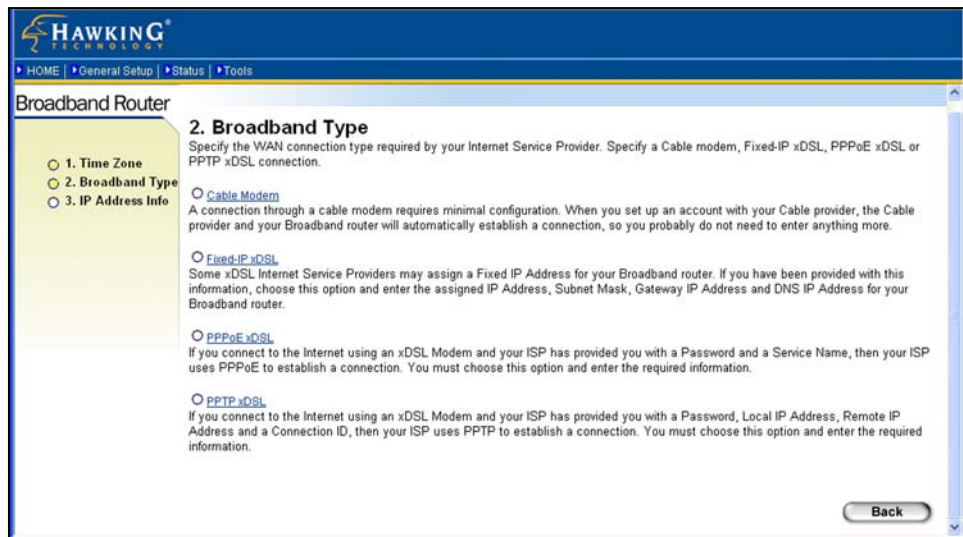 HAWKING®
TECHNOLOGY
HOME | General Setup | Status | Tools
Broadband Router
1. Time Zone
2. Broadband Type
3. IP Address Info
2. Broadband Type
Specify the WAN connection type required by your Internet Service Provider. Specify a Cable modem, Fixed-IP xDSL, PPPoE xDSL or
PPTP xDSL connection.
Cable Modem
A connection through a cable modem requires minimal configuration. When you set up an account with your Cable provider, the Cable
provider and your Broadband router will automatically establish a connection, so you probably do not need to enter anything more.
Fixed-IP xDSL
Some xDSL Internet Service Providers may assign a Fixed IP Address for your Broadband router. If you have been provided with this
information, choose this option and enter the assigned IP Address, Subnet Mask, Gateway IP Address and DNS IP Address for your
Broadband router.
PPPoE xDSL
If you connect to the Internet using an xDSL Modem and your ISP has provided you with a Password and a Service Name, then your ISP
uses PPPoE to establish a connection. You must choose this option and enter the required information.
PPTP xDSL
If you connect to the Internet using an xDSL Modem and your ISP has provided you with a Password, Local IP Address, Remote IP
Address and a Connection ID, then your ISP uses PPTP to establish a connection. You must choose this option and enter the required
information.
Back